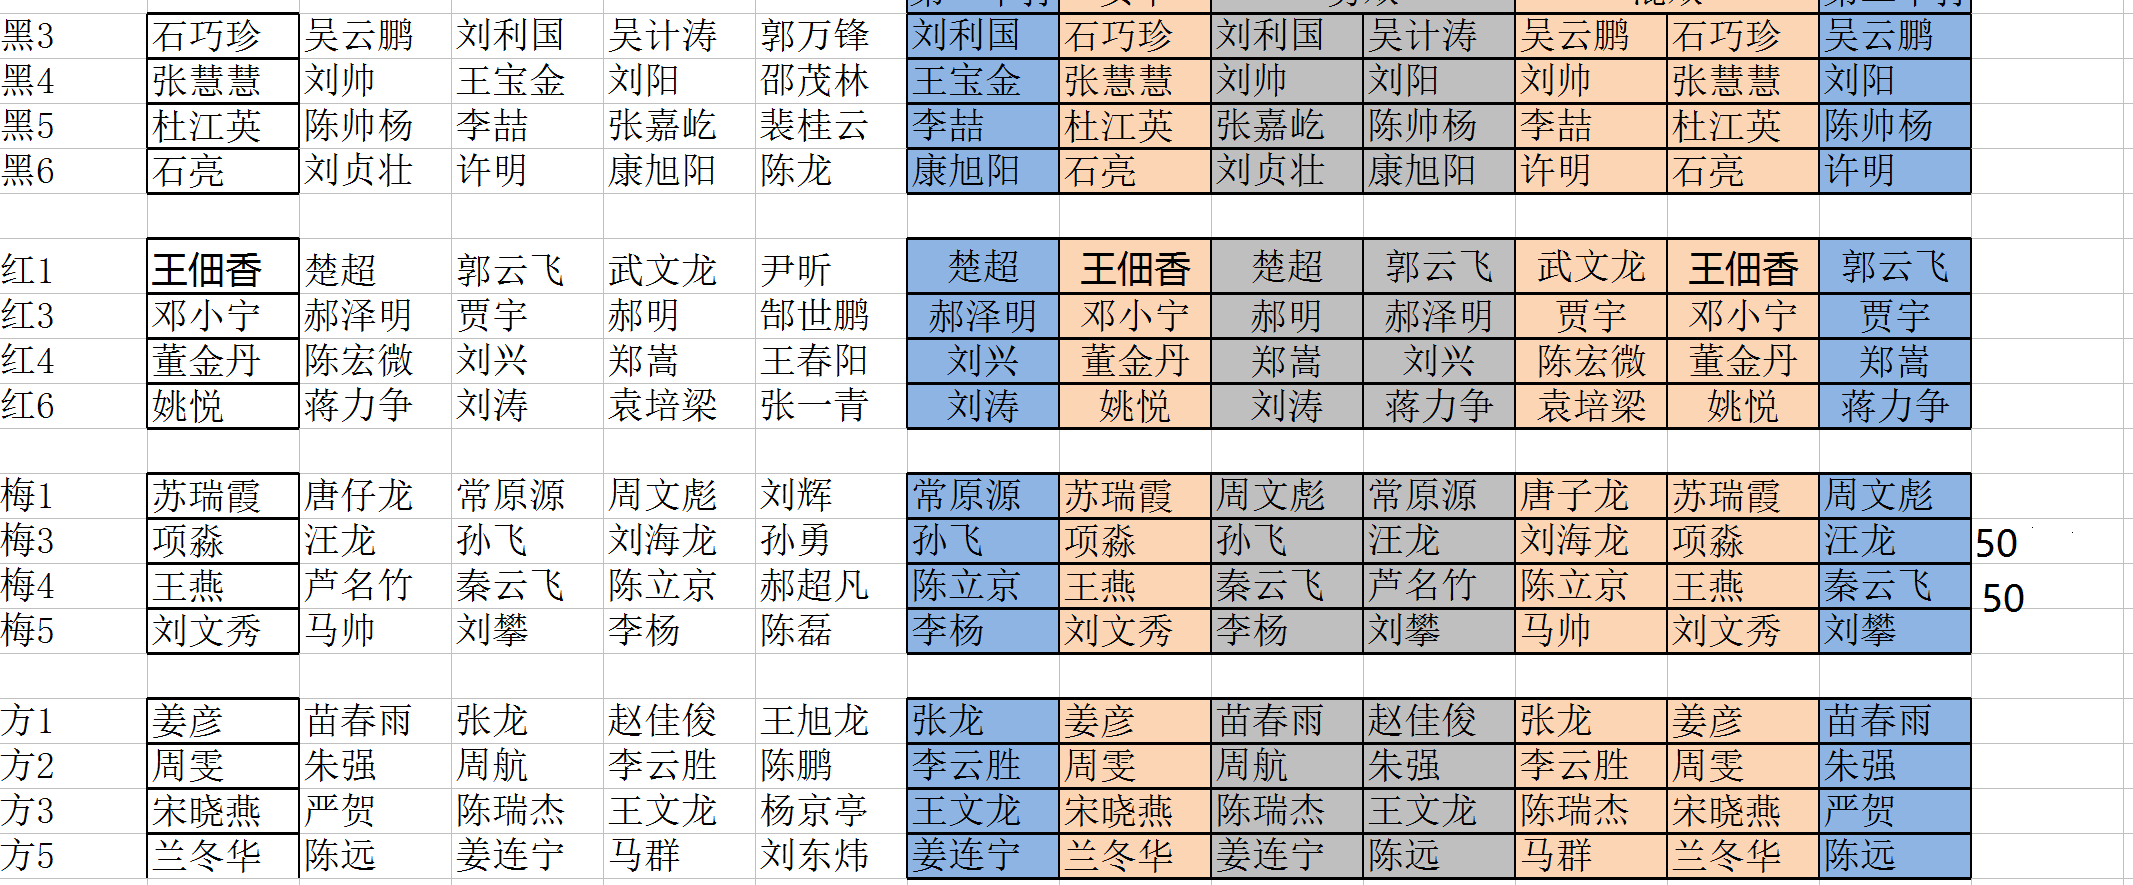 黑3 石巧珍 吴云鹏 刘利国 吴计涛 郭万锋 刘利国 石巧珍 刘利国 吴计涛 吴云鹏 石巧珍 吴云鹏
黑4 张慧慧 刘帅 王宝金 刘阳 邵茂林 王宝金 张慧慧 刘帅 刘阳 刘帅 张慧慧 刘阳
黑5 杜江英 陈帅杨 李喆 张嘉屹 裴桂云 李喆 杜江英 张嘉屹 陈帅杨 李喆 杜江英 陈帅杨
黑6 石亮 刘贞壮 许明 康旭阳 陈龙 康旭阳 石亮 刘贞壮 康旭阳 许明 石亮 许明
红1 王佃香 楚超 郭云飞 武文龙 尹昕 楚超 王佃香 楚超 郭云飞 武文龙 王佃香 郭云飞
红3 邓小宁 郝泽明 贾宇 郝明 郜世鹏 郝泽明 邓小宁 郝明 郝泽明 贾宇 邓小宁 贾宇
红4 董金丹 陈宏微 刘兴 郑嵩 王春阳 刘兴 董金丹 郑嵩 刘兴 陈宏微 董金丹 郑嵩
红6 姚悦 蒋力争 刘涛 袁培梁 张一青 刘涛 姚悦 刘涛 蒋力争 袁培梁 姚悦 蒋力争
梅1 苏瑞霞 唐仔龙 常原源 周文彪 刘辉 常原源 苏瑞霞 周文彪 常原源 唐子龙 苏瑞霞 周文彪
梅3 项淼 汪龙 孙飞 刘海龙 孙勇 孙飞 项淼 孙飞 汪龙 刘海龙 项淼 汪龙 50
梅4 王燕 芦名竹 秦云飞 陈立京 郝超凡 陈立京 王燕 秦云飞 芦名竹 陈立京 王燕 秦云飞 50
梅5 刘文秀 马帅 刘攀 李杨 陈磊 李杨 刘文秀 李杨 刘攀 马帅 刘文秀 刘攀
方1 姜彦 苗春雨 张龙 赵佳俊 王旭龙 张龙 姜彦 苗春雨 赵佳俊 张龙 姜彦 苗春雨
方2 周雯 朱强 周航 李云胜 陈鹏 李云胜 周雯 周航 朱强 李云胜 周雯 朱强
方3 宋晓燕 严贺 陈瑞杰 王文龙 杨京亭 王文龙 宋晓燕 陈瑞杰 王文龙 陈瑞杰 宋晓燕 严贺
方5 兰冬华 陈远 姜连宁 马群 刘东炜 姜连宁 兰冬华 姜连宁 陈远 马群 兰冬华 陈远